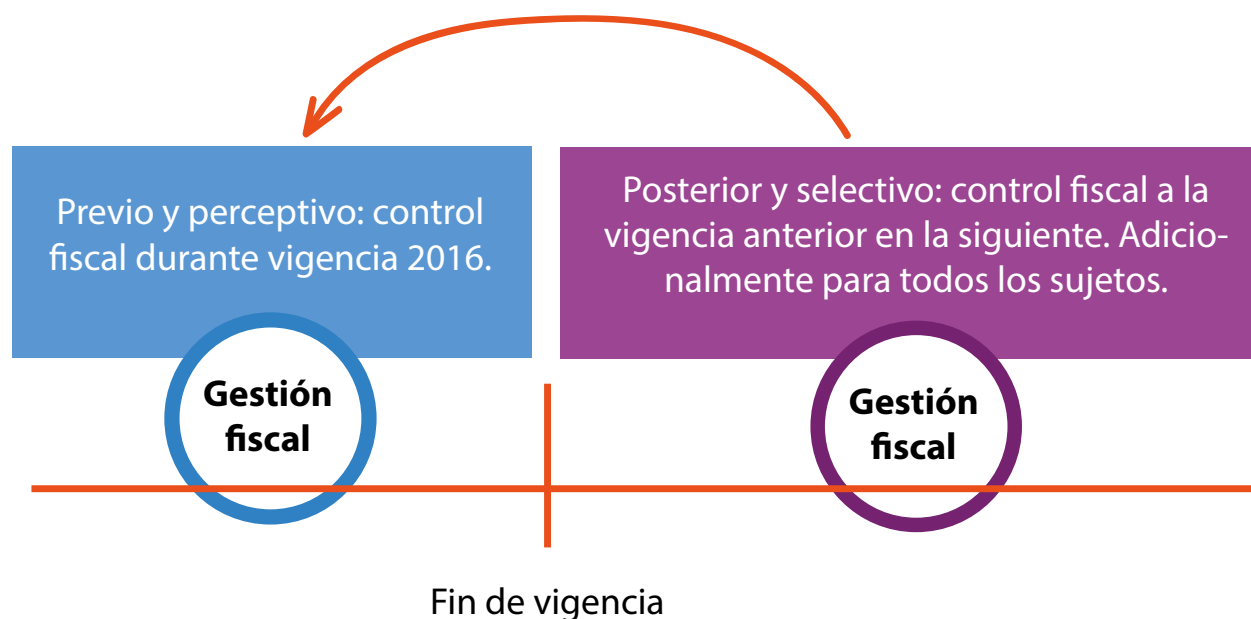 Previo y perceptivo: control
fiscal durante vigencia 2016.
Posterior y selectivo: control fiscal a la
vigencia anterior en la siguiente. Adicio-
nalmente para todos los sujetos.
Gestión
fiscal
Gestión
fiscal
Fin de vigencia